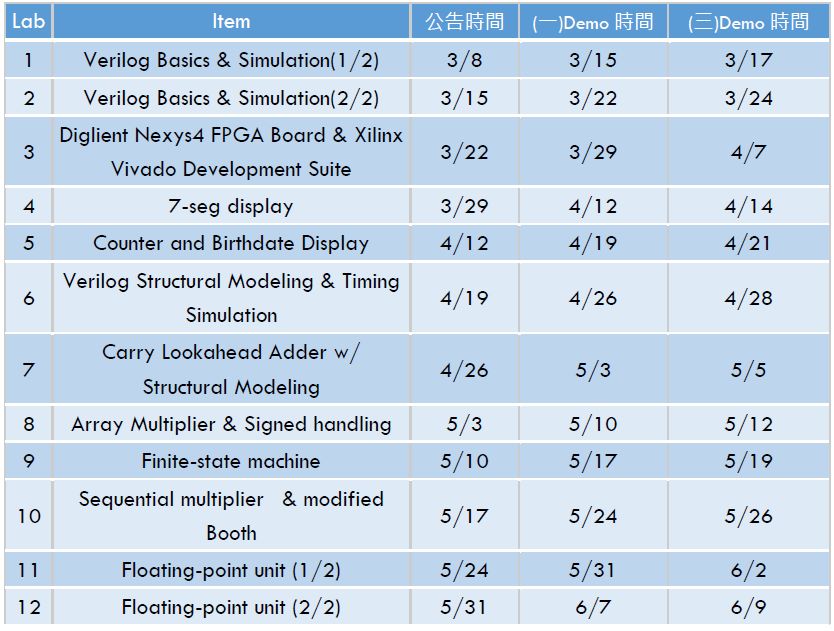 Lab Item 公告時間 (一)Demo 時間 (三)Demo 時間
1 Verilog Basics & Simulation(1/2) 3/8 3/15 3/17
2 Verilog Basics & Simulation(2/2) 3/15 3/22 3/24
3 Diglient Nexys4 FPGA Board & Xilinx
Vivado Development Suite 3/22 3/29 4/7
4 7-seg display 3/29 4/12 4/14
5 Counter and Birthdate Display 4/12 4/19 4/21
6 Verilog Structural Modeling & Timing
Simulation 4/19 4/26 4/28
7 Carry Lookahead Adder w/
Structural Modeling 4/26 5/3 5/5
8 Array Multiplier & Signed handling 5/3 5/10 5/12
9 Finite-state machine 5/10 5/17 5/19
10 Sequential multiplier & modified
Booth 5/17 5/24 5/26
11 Floating-point unit (1/2) 5/24 5/31 6/2
12 Floating-point unit (2/2) 5/31 6/7 6/9